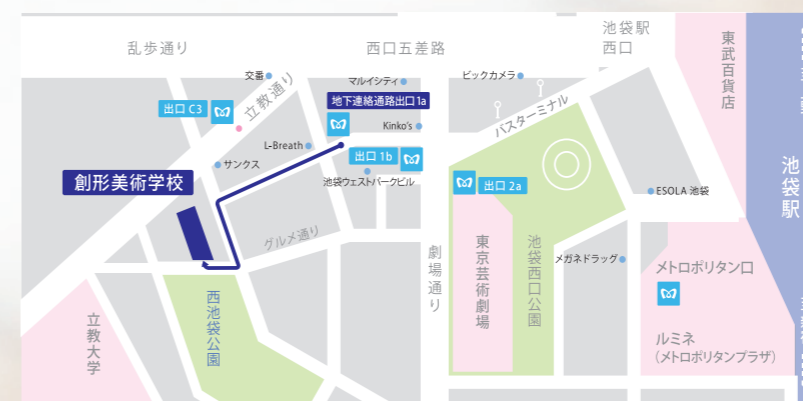 乱歩通り
西口五差路
池袋駅
西口
東武百貨店
池袋駅
交番
マルイシティ
ビックカメラ
立教通り
出口 C3
地下連絡通路出口1a
Kinko's
バスターミナル
L-Breath
出口 1b
サンクス
池袋ウェストパークビル
創形美術学校
出口 2a
ESOLA 池袋
グルメ通り
劇場通り
東京芸術劇場
池袋西口公園
メガネドラッグ
メトロポリタン口
西池袋公園
立教大学
ルミネ
（メトロポリタンプラザ）